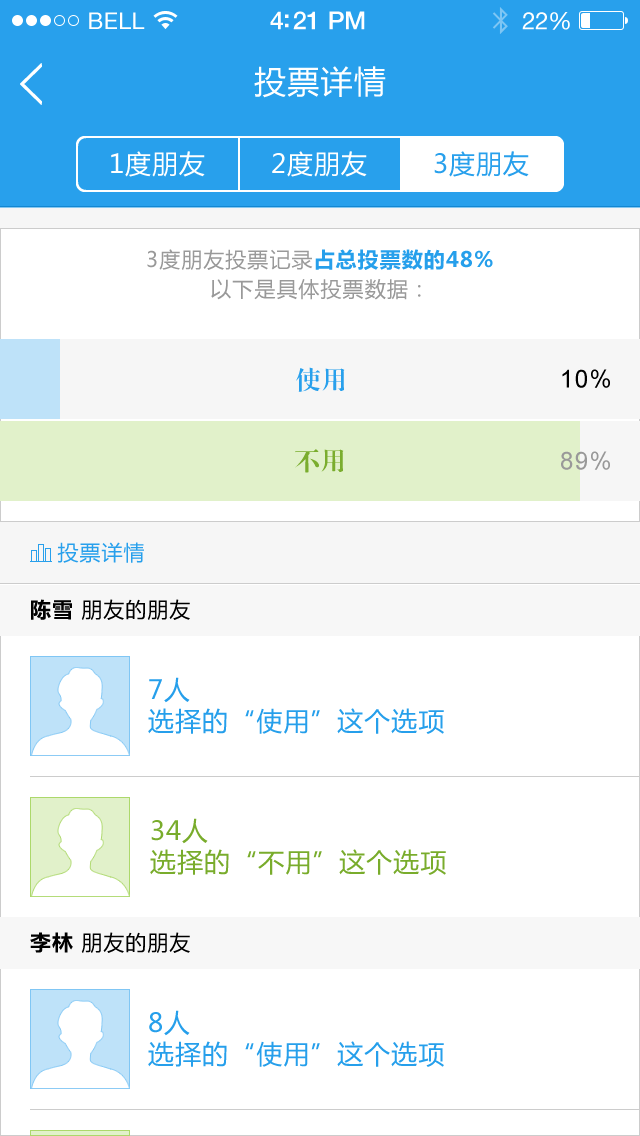 BELL 4:21 PM 22%
投票详情
1度朋友 2度朋友 3度朋友
3度朋友投票记录占总投票数的48%
以下是具体投票数据：
使用 10%
不用 89%
投票详情
陈雪 朋友的朋友
7人
选择的“使用”这个选项
34人
选择的“不用”这个选项
李林 朋友的朋友
8人
选择的“使用”这个选项